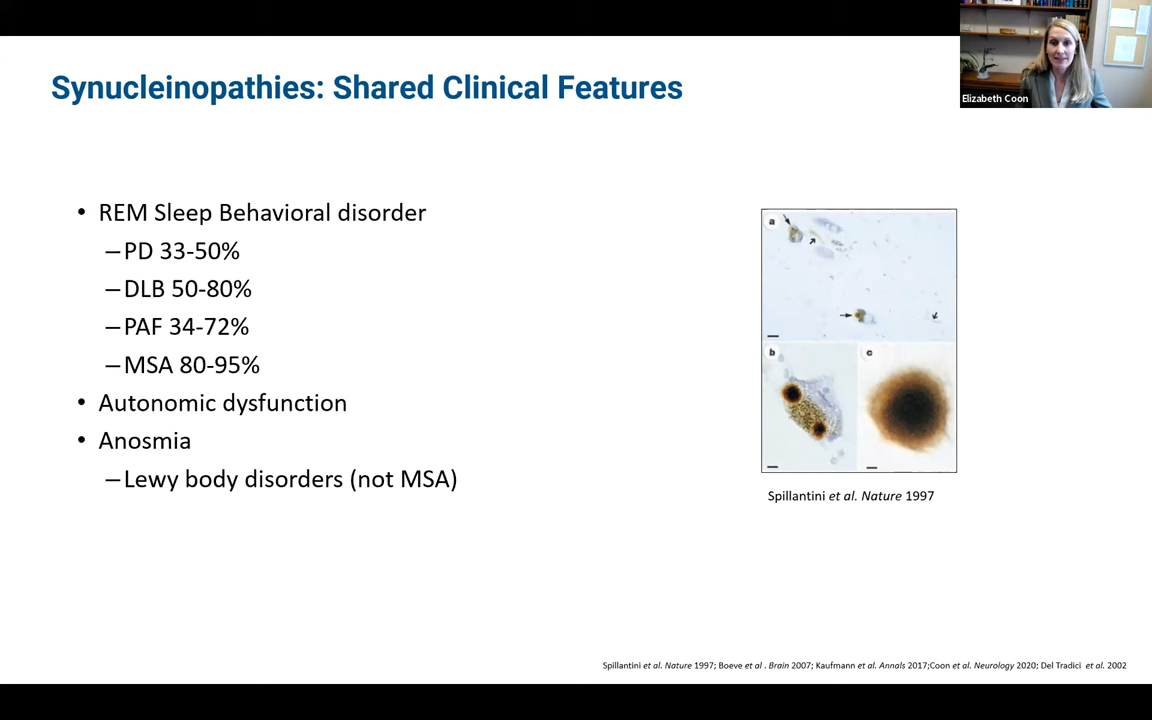 Synucleinopathies: Shared Clinical Features
Elizabeth Coon
• REM Sleep Behavioral disorder
–PD 33-50%
–DLB 50-80%
–PAF 34-72%
–MSA 80-95%
• Autonomic dysfunction
• Anosmia
–Lewy body disorders (not MSA)
a
b
c
Spillantini et al. Nature 1997
Spillantini et al. Nature 1997; Boeve et al . Brain 2007; Kaufmann et al. Annals 2017;Coon et al. Neurology 2020; Del Tradici et al. 2002